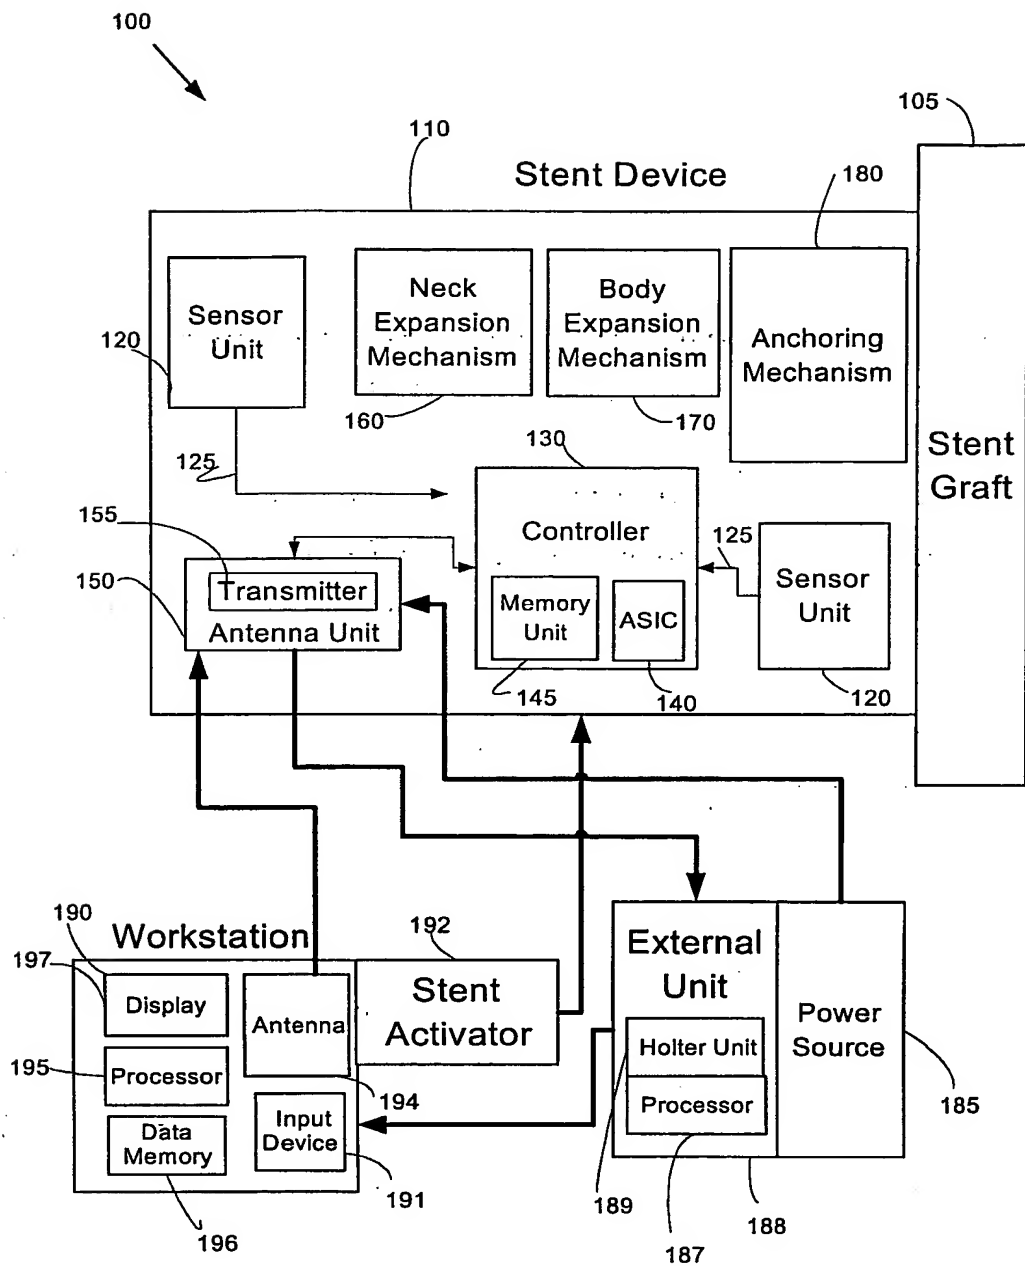 100
105
110
Stent Device
180
Sensor
Unit
Neck
Expansion
Mechanism
Body
Expansion
Mechanism
Anchoring
Mechanism
120
160
170
Stent
Graft
125
130
155
Controller
125
150
Transmitter
Antenna Unit
Memory
Unit
ASIC
Sensor
Unit
145
140
120
190
Workstation
192
197
Display
Antenna
Stent
Activator
External
Unit
Power
Source
195
Processor
194
Holter Unit
Processor
185
Data
Memory
Input
Device
191
189
188
196
187